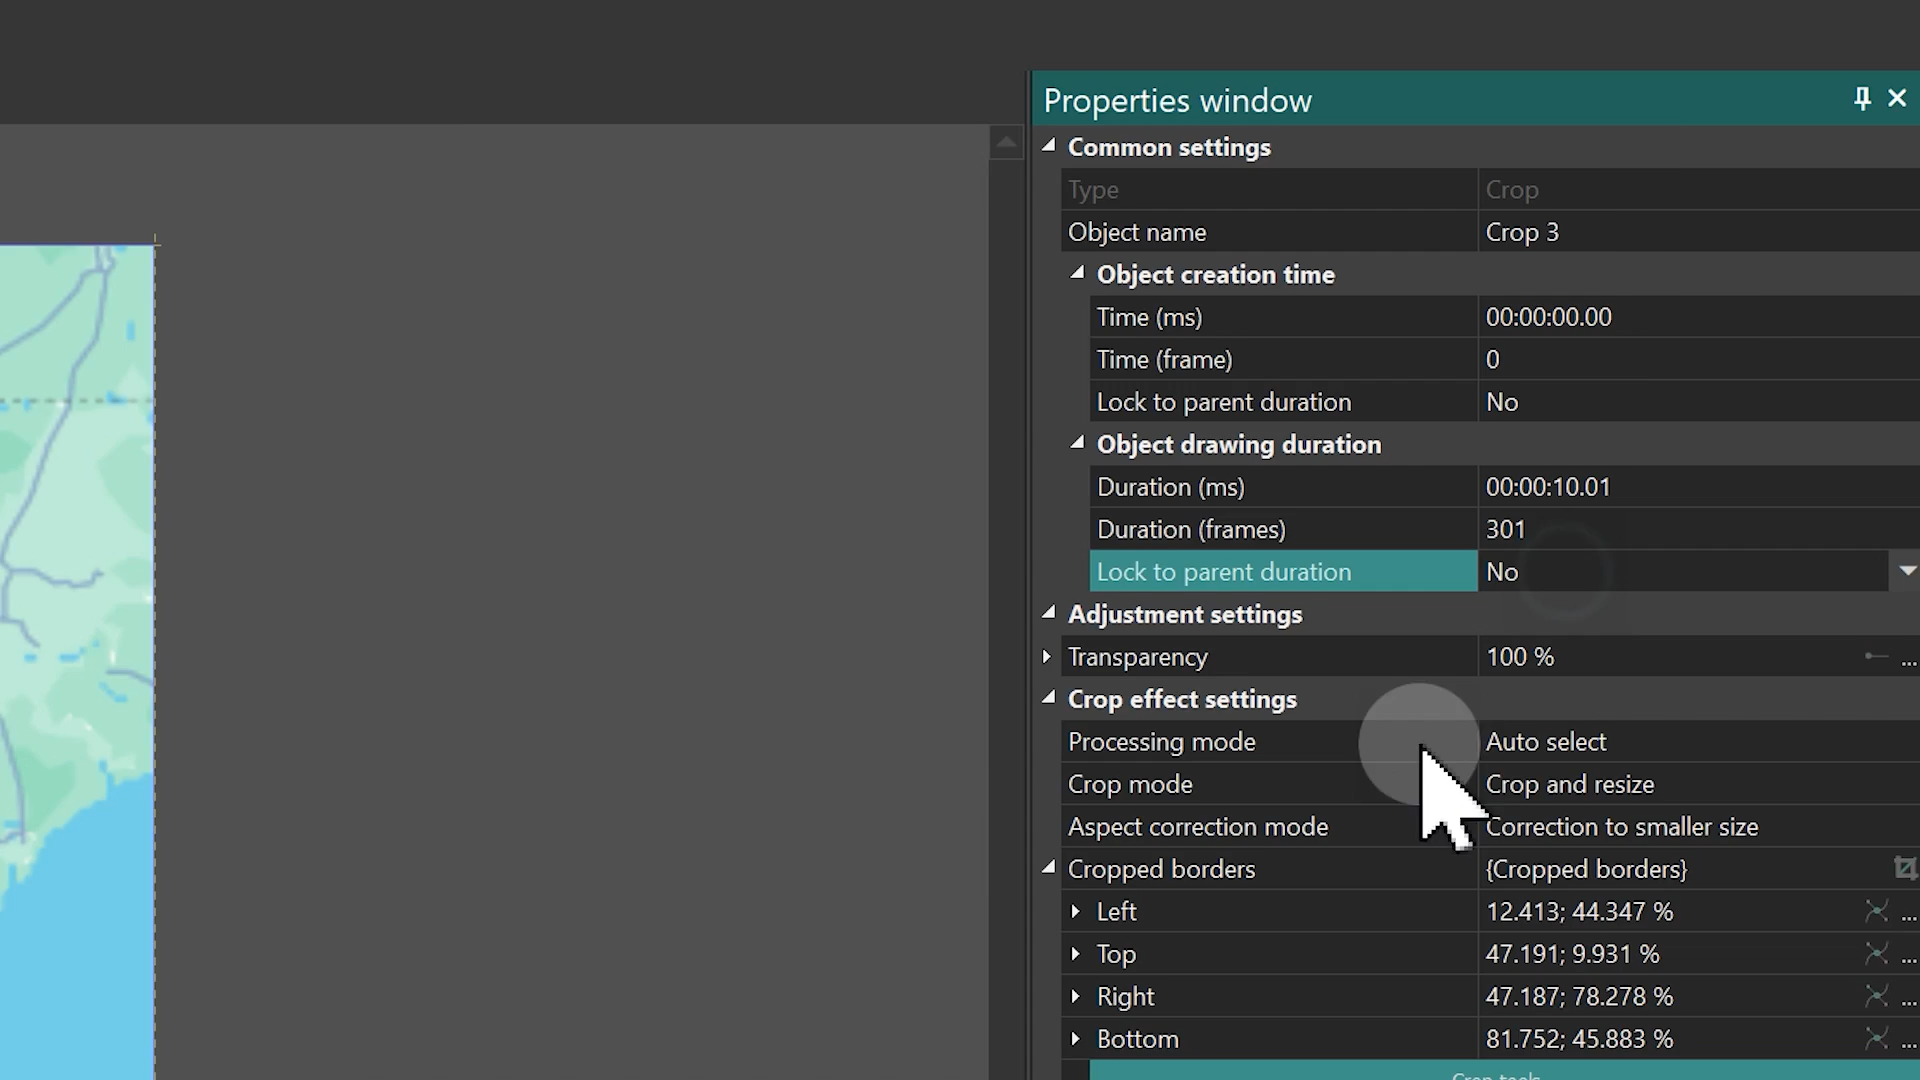 Properties window
Common settings
Type Crop
Object name Crop 3
Object creation time
Time (ms) 00:00:00.00
Time (frame) 0
Lock to parent duration No
Object drawing duration
Duration (ms) 00:00:10.01
Duration (frames) 301
Lock to parent duration No
Adjustment settings
Transparency 100 % ...
Crop effect settings
Processing mode Auto select
Crop mode Crop and resize
Aspect correction mode Correction to smaller size
Cropped borders {Cropped borders}
Left 12.413; 44.347 % ...
Top 47.191; 9.931 % ...
Right 47.187; 78.278 % ...
Bottom 81.752; 45.883 % ...
Crop tools